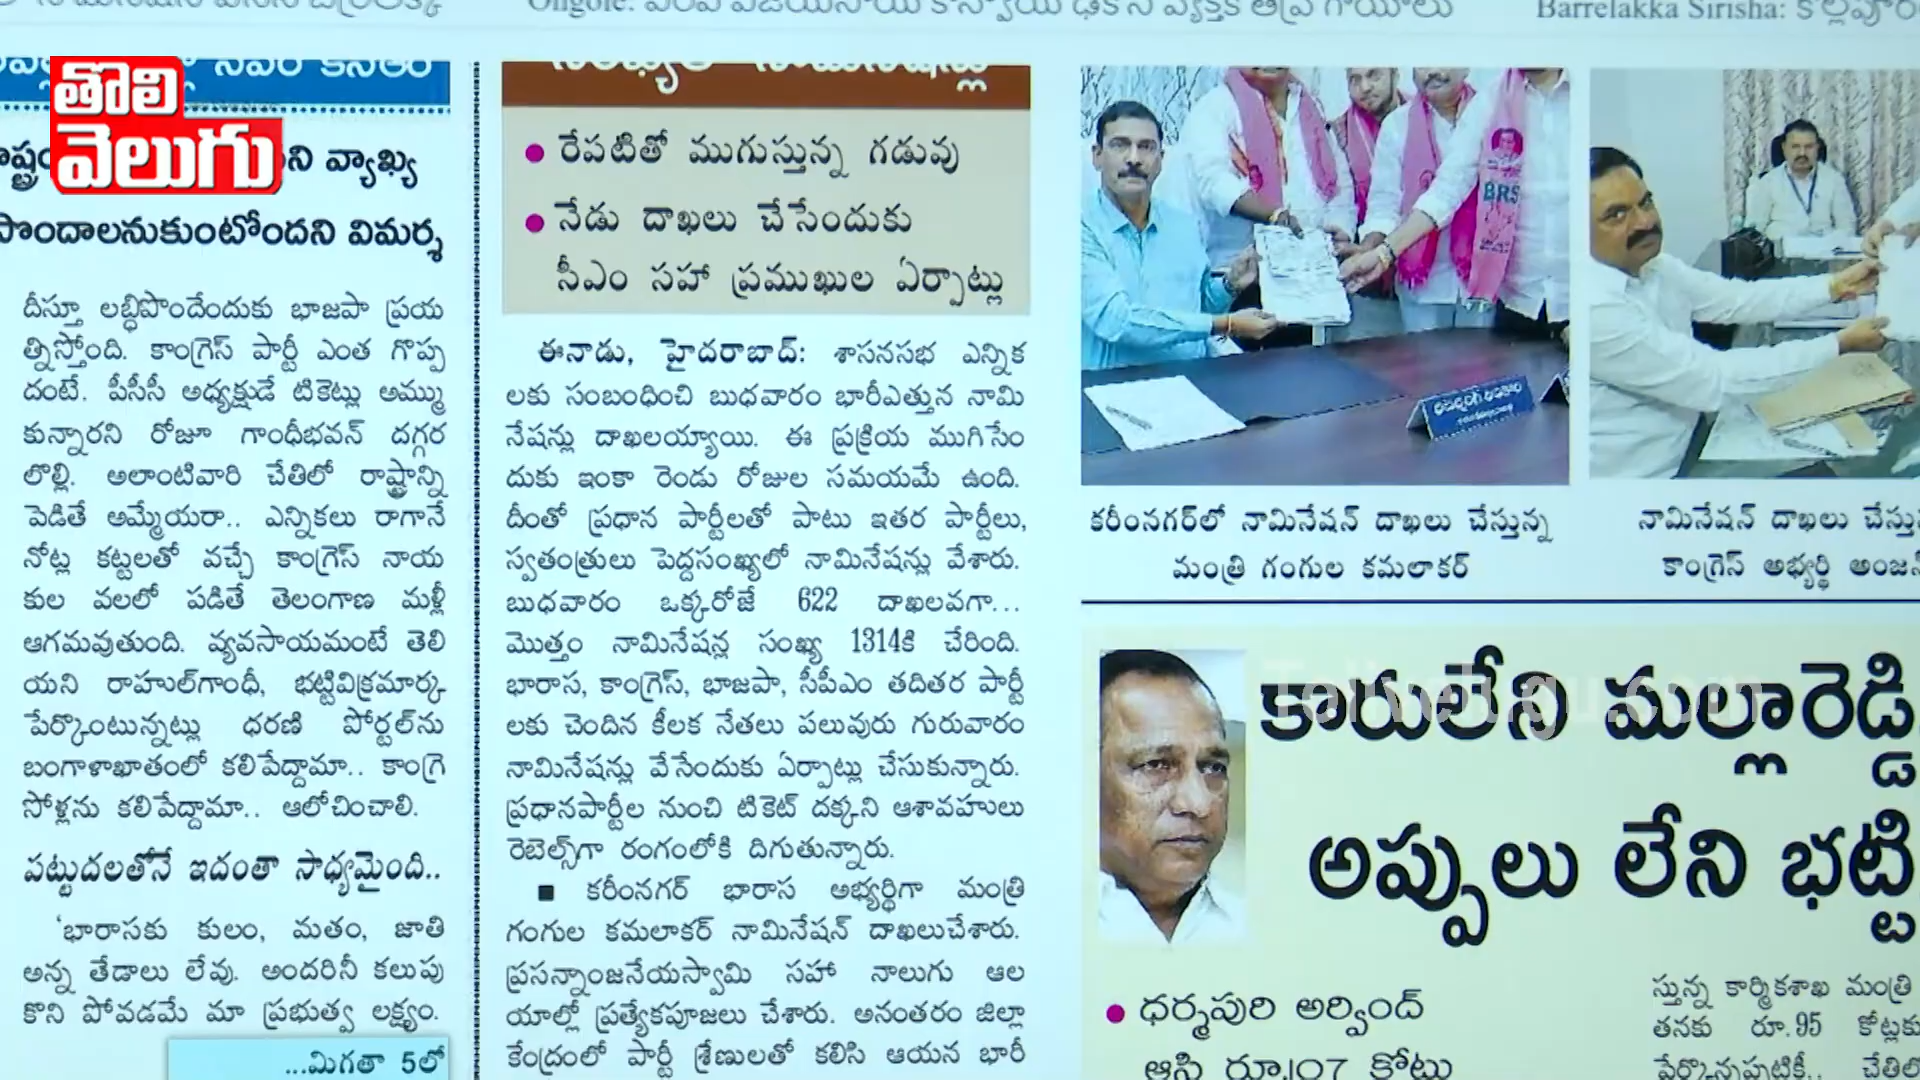 Ongole:
Barrelakka Sirisha:
తొలి
వెలుగు
ని వ్యాఖ్య
పొందాలనుకుంటోందని విమర్శ
దీస్తూ లబ్ధిపొందేందుకు భాజపా ప్రయ
త్నిస్తోంది. కాంగ్రెస్ పార్టీ ఎంత గొప్ప
దంటే. పీసీసీ అధ్యక్షుడే టికెట్లు అమ్ము
కున్నారని రోజూ గాంధీభవన్ దగ్గర
లొల్లి. అలాంటివారి చేతిలో రాష్ట్రాన్ని
పెడితే అమ్మేయరా.. ఎన్నికలు రాగానే
నోట్ల కట్టలతో వచ్చే కాంగ్రెస్ నాయ
కుల వలలో పడితే తెలంగాణ మళ్లీ
ఆగమవుతుంది. వ్యవసాయమంటే తెలి
యని రాహుల్‌గాంధీ, భట్టివిక్రమార్క
పేర్కొంటున్నట్లు ధరణి పోర్టల్‌ను
బంగాళాఖాతంలో కలిపేద్దామా.. కాంగ్రె
సోళ్లను కలిపేద్దామా.. ఆలోచించాలి.
పట్టుదలతోనే ఇదంతా సాధ్యమైంది..
'భారాసకు కులం, మతం, జాతి
అన్న తేడాలు లేవు. అందరినీ కలుపు
కొని పోవడమే మా ప్రభుత్వ లక్ష్యం.
...మిగతా 5లో
• రేపటితో ముగుస్తున్న గడువు
• నేడు దాఖలు చేసేందుకు
సీఎం సహా ప్రముఖుల ఏర్పాట్లు
ఈనాడు, హైదరాబాద్: శాసనసభ ఎన్నిక
లకు సంబంధించి బుధవారం భారీఎత్తున నామి
నేషన్లు దాఖలయ్యాయి. ఈ ప్రక్రియ ముగిసేం
దుకు ఇంకా రెండు రోజుల సమయమే ఉంది.
దీంతో ప్రధాన పార్టీలతో పాటు ఇతర పార్టీలు,
స్వతంత్రులు పెద్దసంఖ్యలో నామినేషన్లు వేశారు.
బుధవారం ఒక్కరోజే 622 దాఖలవగా...
మొత్తం నామినేషన్ల సంఖ్య 1314కి చేరింది.
భారాస, కాంగ్రెస్, భాజపా, సీపీఎం తదితర పార్టీ
లకు చెందిన కీలక నేతలు పలువురు గురువారం
నామినేషన్లు వేసేందుకు ఏర్పాట్లు చేసుకున్నారు.
ప్రధానపార్టీల నుంచి టికెట్ దక్కని ఆశావహులు
రెబెల్స్‌గా రంగంలోకి దిగుతున్నారు.
■ కరీంనగర్ భారాస అభ్యర్థిగా మంత్రి
గంగుల కమలాకర్ నామినేషన్ దాఖలుచేశారు.
ప్రసన్నాంజనేయస్వామి సహా నాలుగు ఆల
యాల్లో ప్రత్యేకపూజలు చేశారు. అనంతరం జిల్లా
కేంద్రంలో పార్టీ శ్రేణులతో కలిసి ఆయన భారీ
BRS
కరీంనగర్‌లో నామినేషన్ దాఖలు చేస్తున్న
మంత్రి గంగుల కమలాకర్
నామినేషన్ దాఖలు
కాంగ్రెస్ అభ్యర్థి
Tolivelugu.com
కారులేని మల్లారెడ్డి
అప్పులు లేని భట్టి
• ధర్మపురి అర్వింద్
ఆస్తి రూ.107 కోట్లు
స్తున్న కార్మికశాఖ మంత్రి
తనకు రూ.95 కోట్లకు